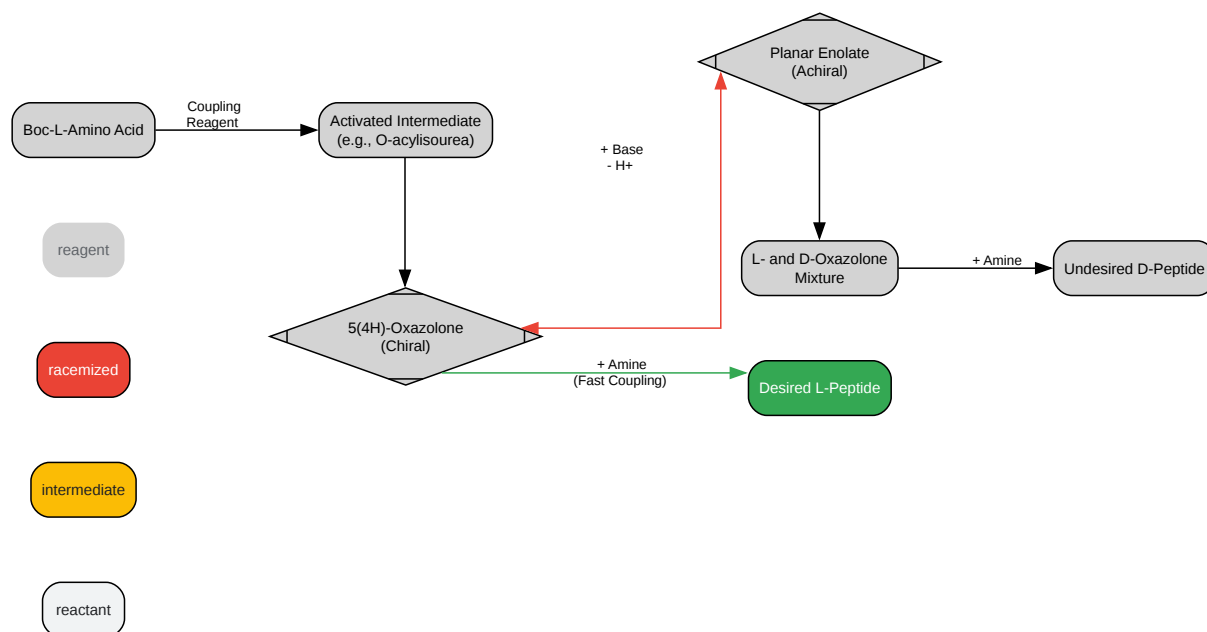 Planar Enolate
(Achiral)
Coupling
Reagent
Boc-L-Amino Acid
Activated Intermediate
(e.g., O-acylisourea)
+ Base
- H+
reagent
L- and D-Oxazolone
Mixture
+ Amine
Undesired D-Peptide
5(4H)-Oxazolone
(Chiral)
+ Amine
(Fast Coupling)
Desired L-Peptide
racemized
intermediate
reactant